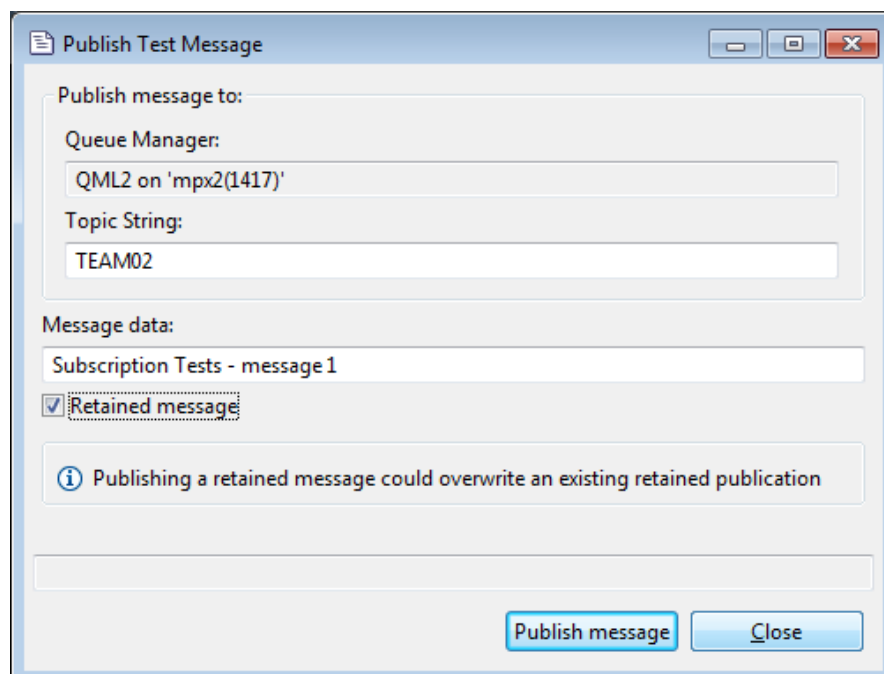 Publish Test Message
Publish message to:
Queue Manager:
QML2 on 'mpx2(1417)'
Topic String:
TEAM02
Message data:
Subscription Tests - message 1
Retained message
Publishing a retained message could overwrite an existing retained publication
Publish message
Close